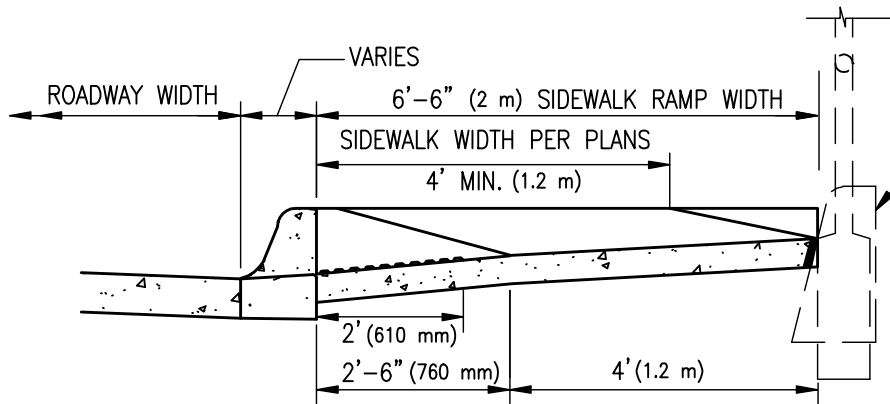 VARIES
ROADWAY WIDTH
6'-6" (2 m) SIDEWALK RAMP WIDTH
SIDEWALK WIDTH PER PLANS
4' MIN. (1.2 m)
2' (610 mm)
2'-6" (760 mm)
4' (1.2 m)